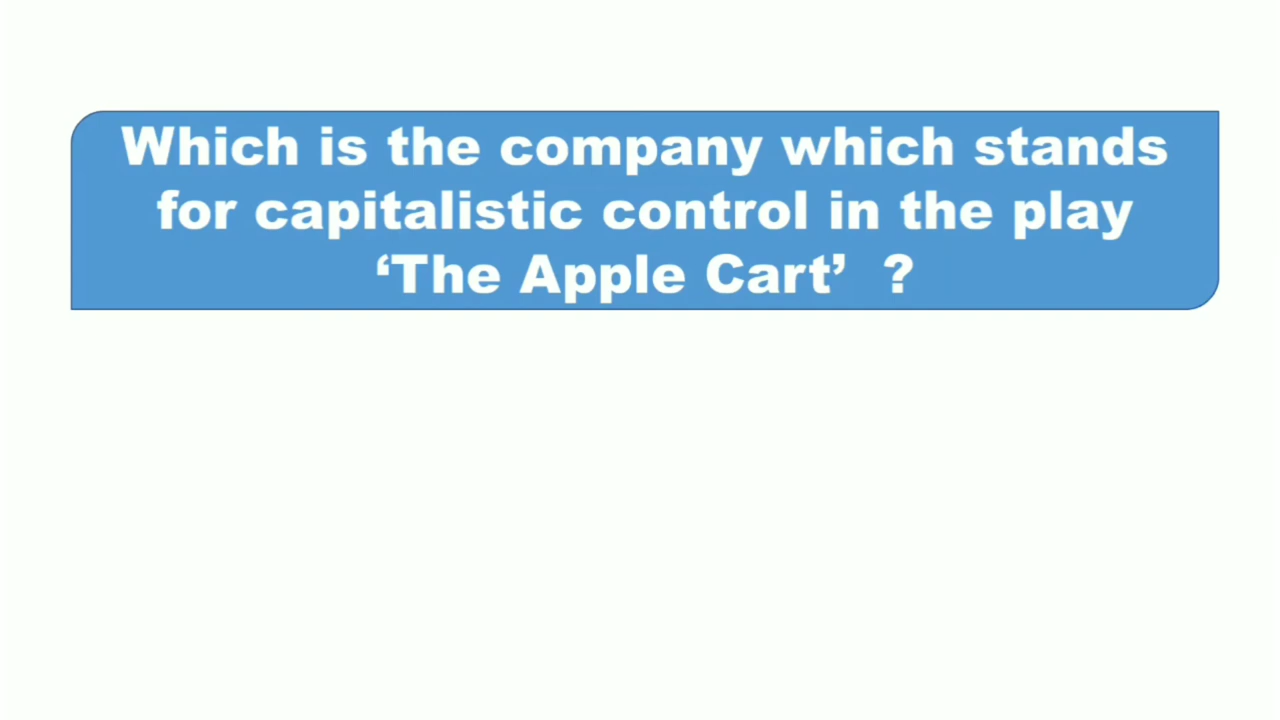 Which is the company which stands
for capitalistic control in the play
‘The Apple Cart’ ?